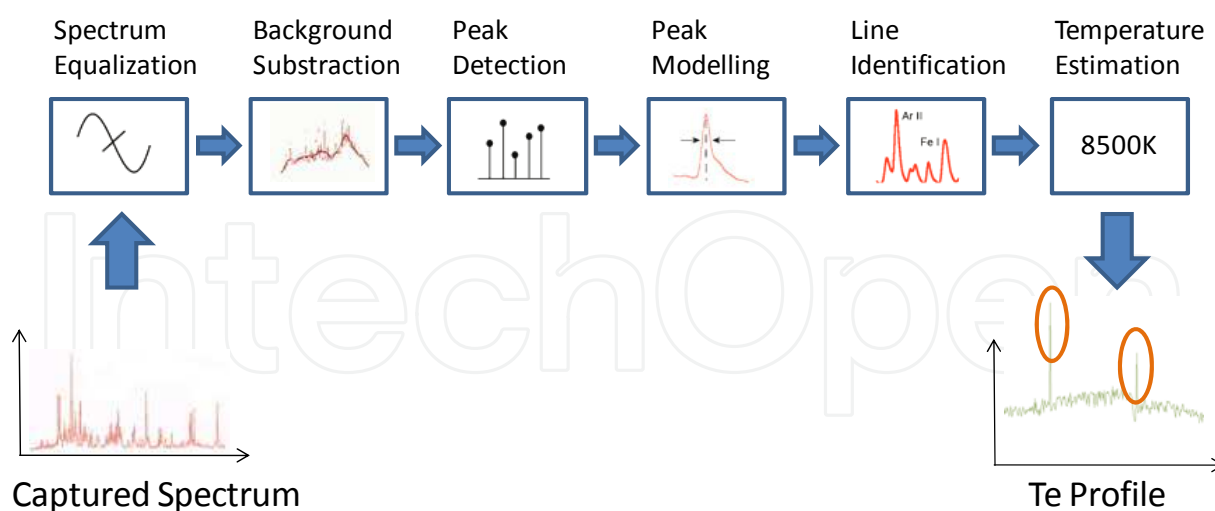 Spectrum
Equalization
Background
Substraction
Peak
Detection
Peak
Modelling
Line
Identification
Temperature
Estimation
Ar II
Fe I
8500K
IntechOpen
Captured Spectrum
Te Profile